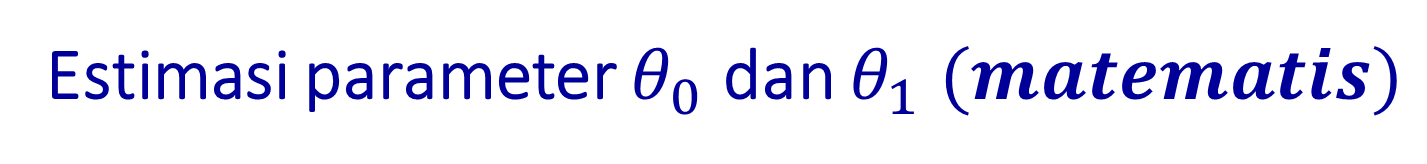 Estimasi parameter θ₀ dan θ₁ (matematis)